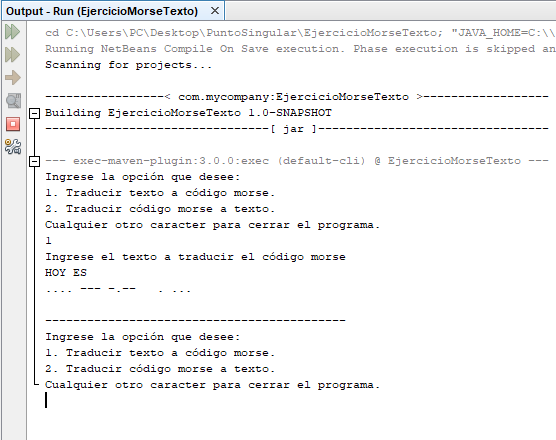 Output - Run (EjercicioMorseTexto) ×
cd C:\Users\PC\Desktop\PuntoSingular\EjercicioMorseTexto; "JAVA_HOME=C:\\
Running NetBeans Compile On Save execution. Phase execution is skipped an
Scanning for projects...
-----------------< com.mycompany:EjercicioMorseTexto >------------------
Building EjercicioMorseTexto 1.0-SNAPSHOT
--------------------------------[ jar ]---------------------------------
--- exec-maven-plugin:3.0.0:exec (default-cli) @ EjercicioMorseTexto ---
Ingrese la opción que desee:
1. Traducir texto a código morse.
2. Traducir código morse a texto.
Cualquier otro caracter para cerrar el programa.
1
Ingrese el texto a traducir el código morse
HOY ES
.... --- -.--   . ...
-------------------------------------------
Ingrese la opción que desee:
1. Traducir texto a código morse.
2. Traducir código morse a texto.
Cualquier otro caracter para cerrar el programa.